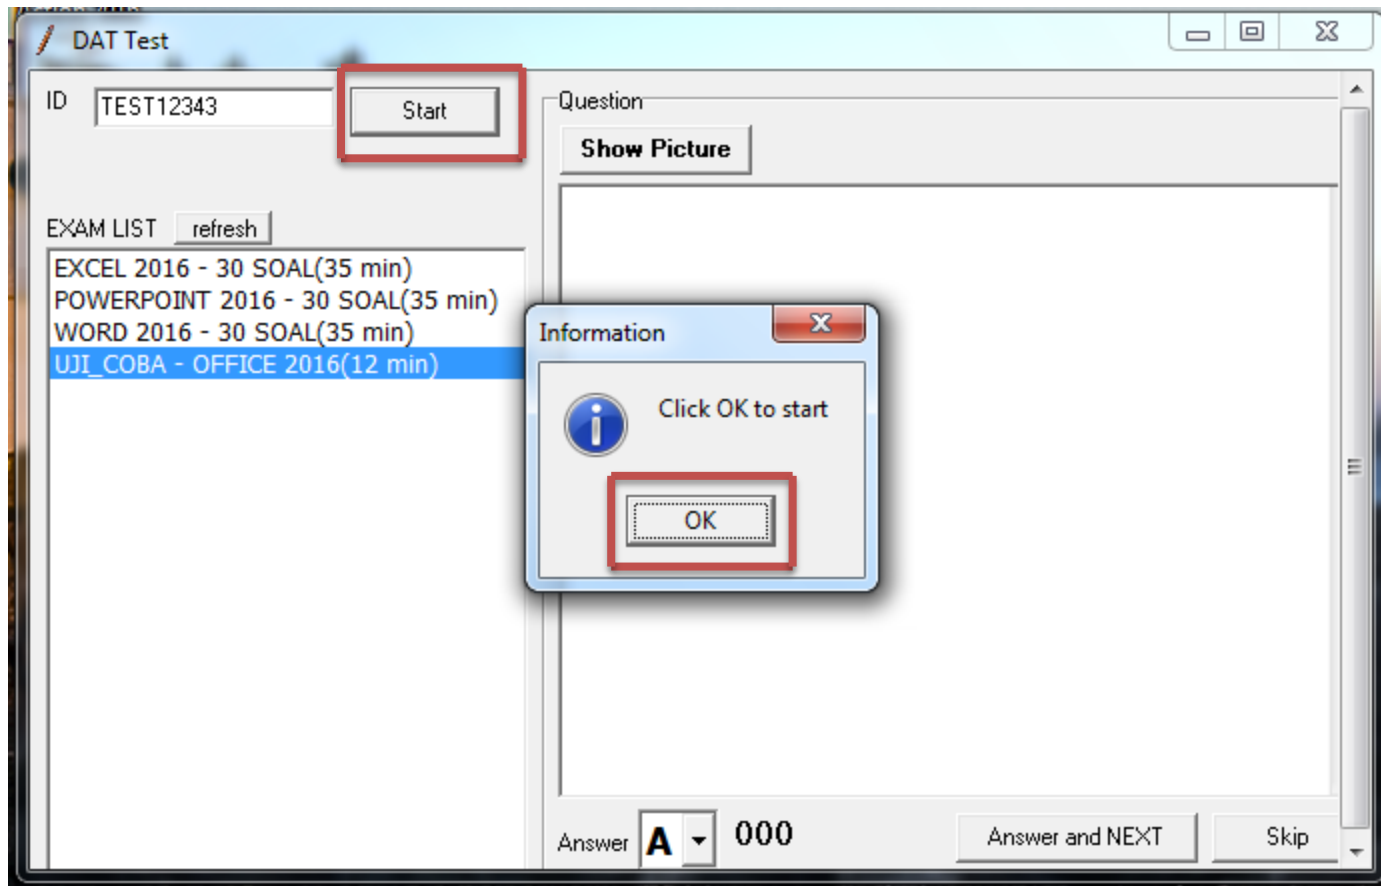 DAT Test
ID TEST12343 Start
EXAM LIST refresh
EXCEL 2016 - 30 SOAL(35 min)
POWERPOINT 2016 - 30 SOAL(35 min)
WORD 2016 - 30 SOAL(35 min)
UJI_COBA - OFFICE 2016(12 min)
Question
Show Picture
Information
Click OK to start
OK
Answer A 000 Answer and NEXT Skip